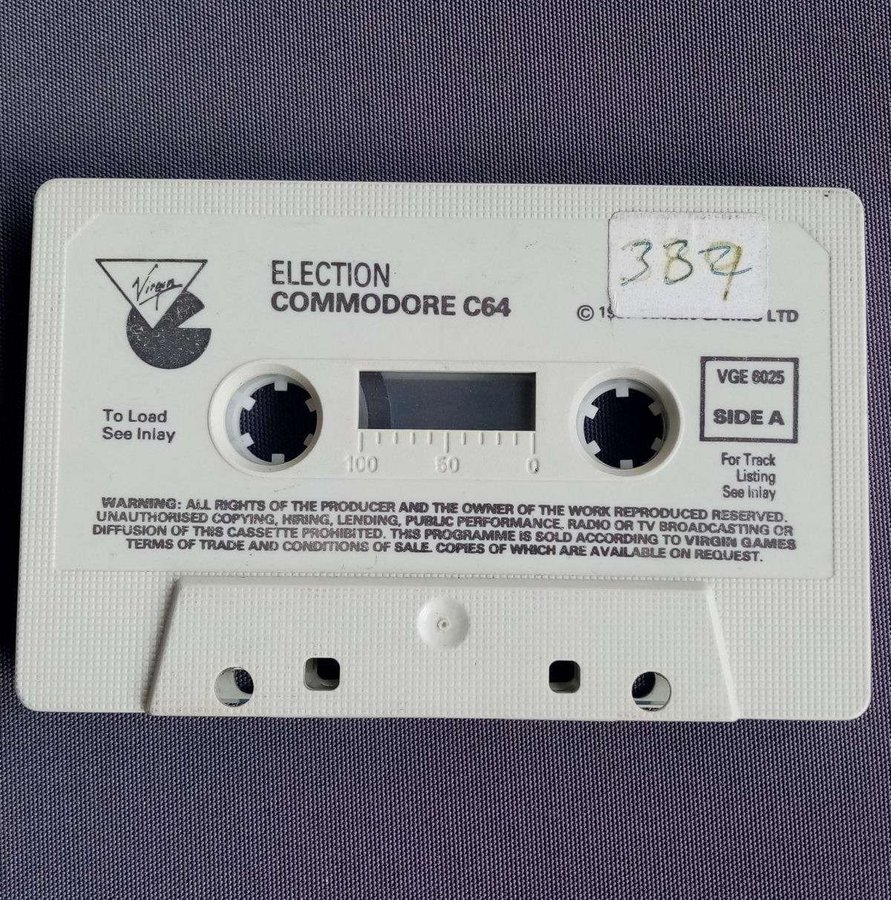 Virgin
ELECTION
COMMODORE C64
384
© 19 LTD
VGE 6025
SIDE A
To Load
See Inlay
100 50 0
For Track
Listing
See Inlay
WARNING: ALL RIGHTS OF THE PRODUCER AND THE OWNER OF THE WORK REPRODUCED RESERVED.
UNAUTHORISED COPYING, HIRING, LENDING, PUBLIC PERFORMANCE, RADIO OR TV BROADCASTING OR
DIFFUSION OF THIS CASSETTE PROHIBITED. THIS PROGRAMME IS SOLD ACCORDING TO VIRGIN GAMES
TERMS OF TRADE AND CONDITIONS OF SALE. COPIES OF WHICH ARE AVAILABLE ON REQUEST.